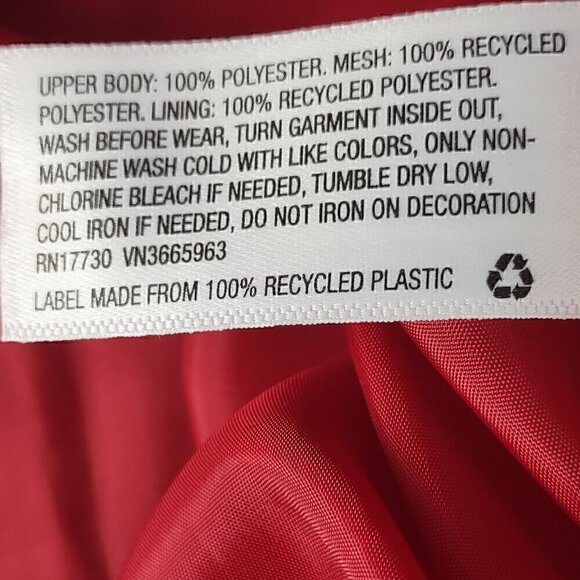 UPPER BODY: 100% POLYESTER. MESH: 100% RECYCLED
POLYESTER. LINING: 100% RECYCLED POLYESTER.
WASH BEFORE WEAR, TURN GARMENT INSIDE OUT,
MACHINE WASH COLD WITH LIKE COLORS, ONLY NON-
CHLORINE BLEACH IF NEEDED, TUMBLE DRY LOW,
COOL IRON IF NEEDED, DO NOT IRON ON DECORATION
RN17730 VN3665963
LABEL MADE FROM 100% RECYCLED PLASTIC